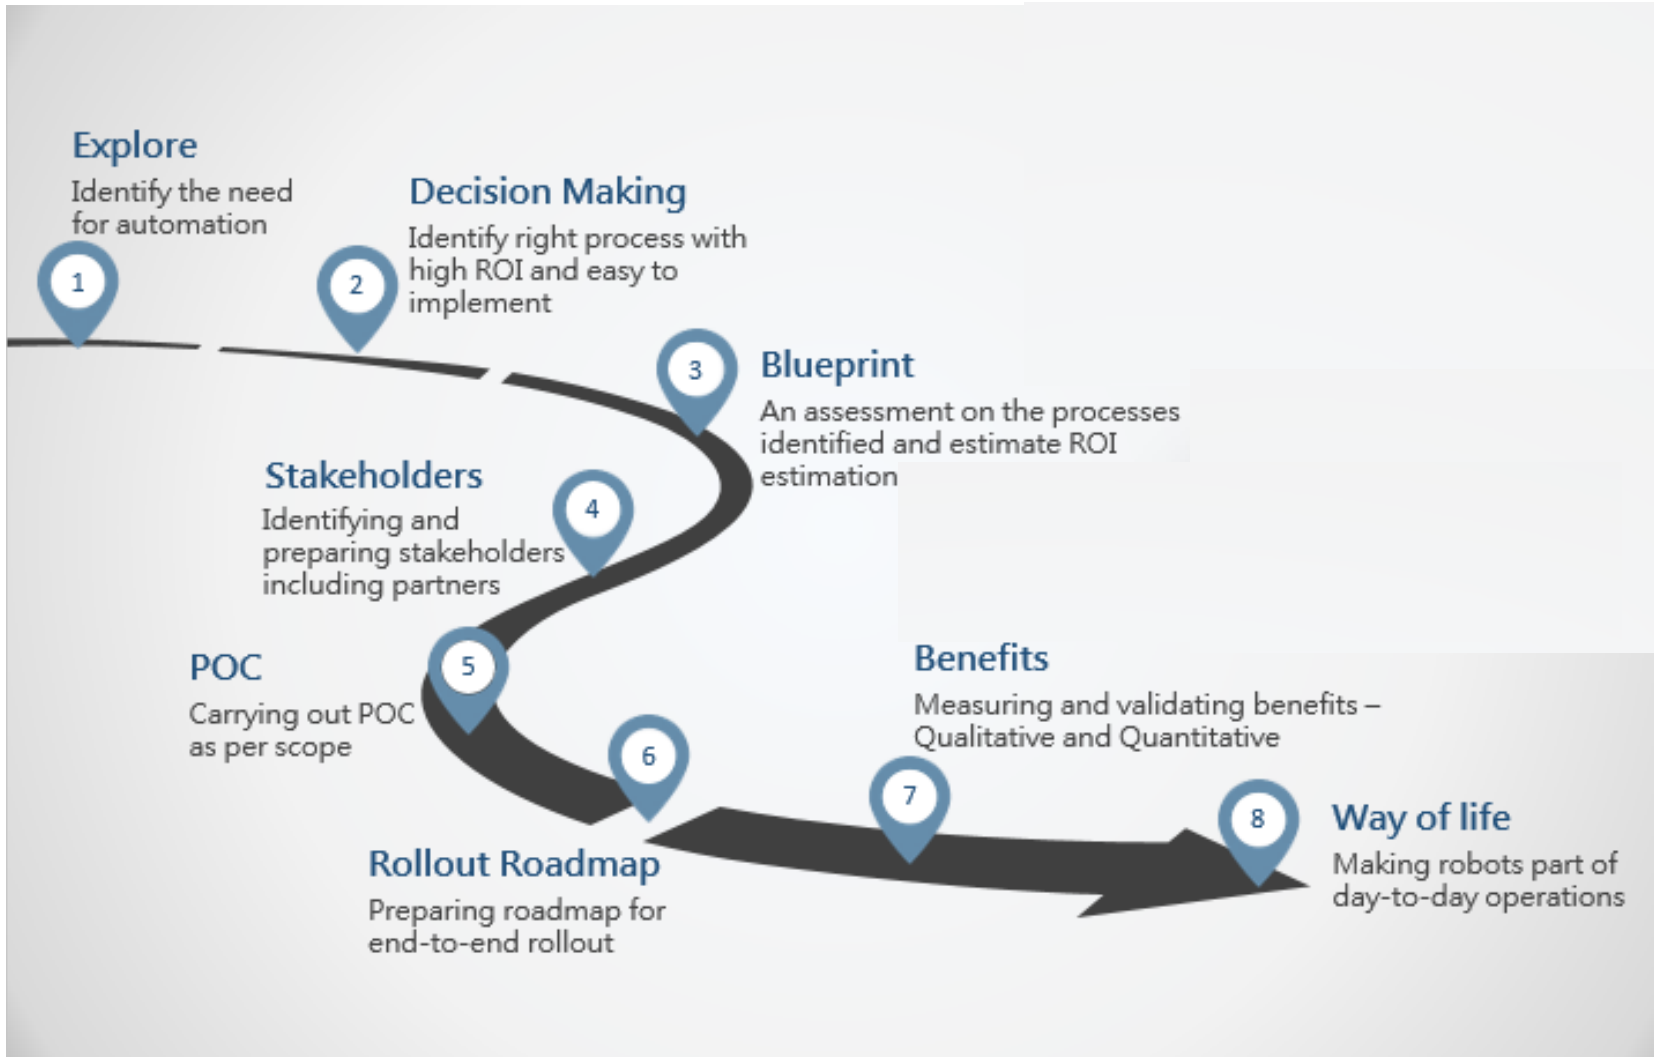 Explore
Identify the need
for automation
1
Decision Making
Identify right process with
high ROI and easy to
implement
2
Blueprint
An assessment on the processes
identified and estimate ROI
estimation
3
Stakeholders
Identifying and
preparing stakeholders
including partners
4
POC
Carrying out POC
as per scope
5
6
Rollout Roadmap
Preparing roadmap for
end-to-end rollout
Benefits
Measuring and validating benefits –
Qualitative and Quantitative
7
8
Way of life
Making robots part of
day-to-day operations